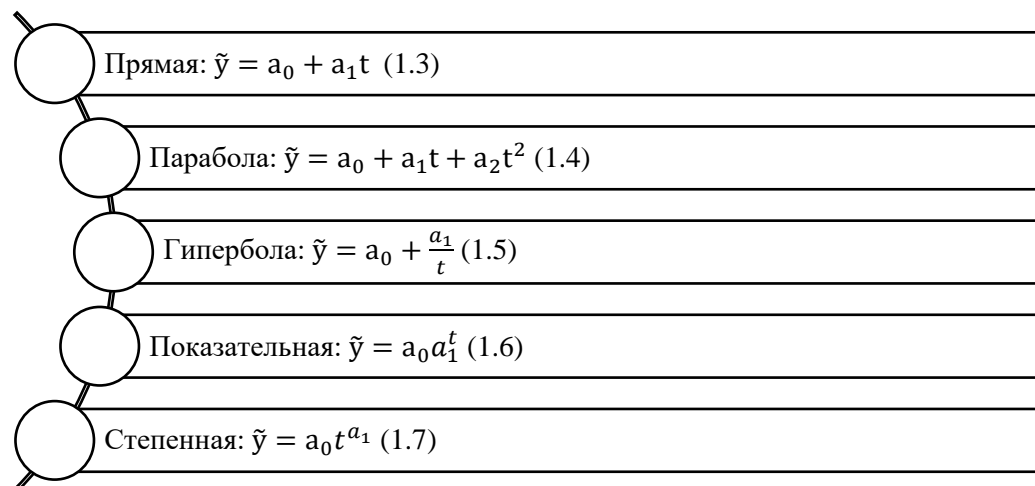 Прямая: ỹ = a₀ + a₁t (1.3)
Парабола: ỹ = a₀ + a₁t + a₂t² (1.4)
Гипербола: ỹ = a₀ + a₁/t (1.5)
Показательная: ỹ = a₀a₁ᵗ (1.6)
Степенная: ỹ = a₀t^a₁ (1.7)